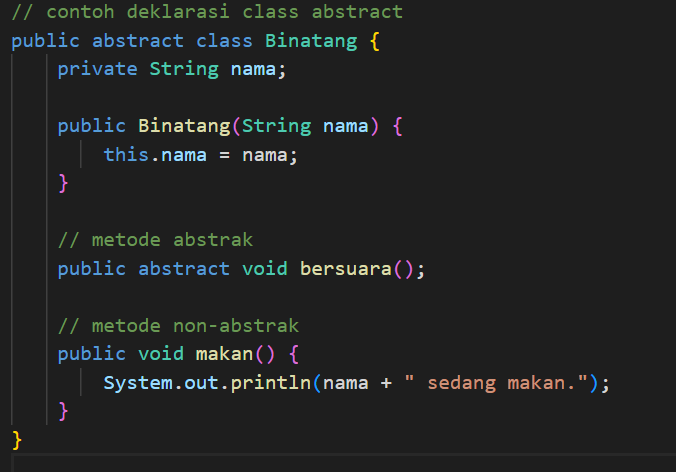 // contoh deklarasi class abstract
public abstract class Binatang {
private String nama;
public Binatang(String nama) {
this.nama = nama;
}
// metode abstrak
public abstract void bersuara();
// metode non-abstrak
public void makan() {
System.out.println(nama + " sedang makan.");
}
}